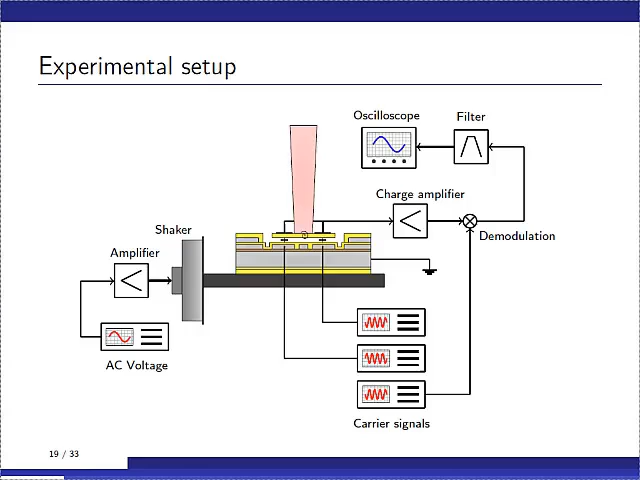 Experimental setup
Oscilloscope
Filter
Charge amplifier
Shaker
Demodulation
Amplifier
AC Voltage
Carrier signals
19 / 33